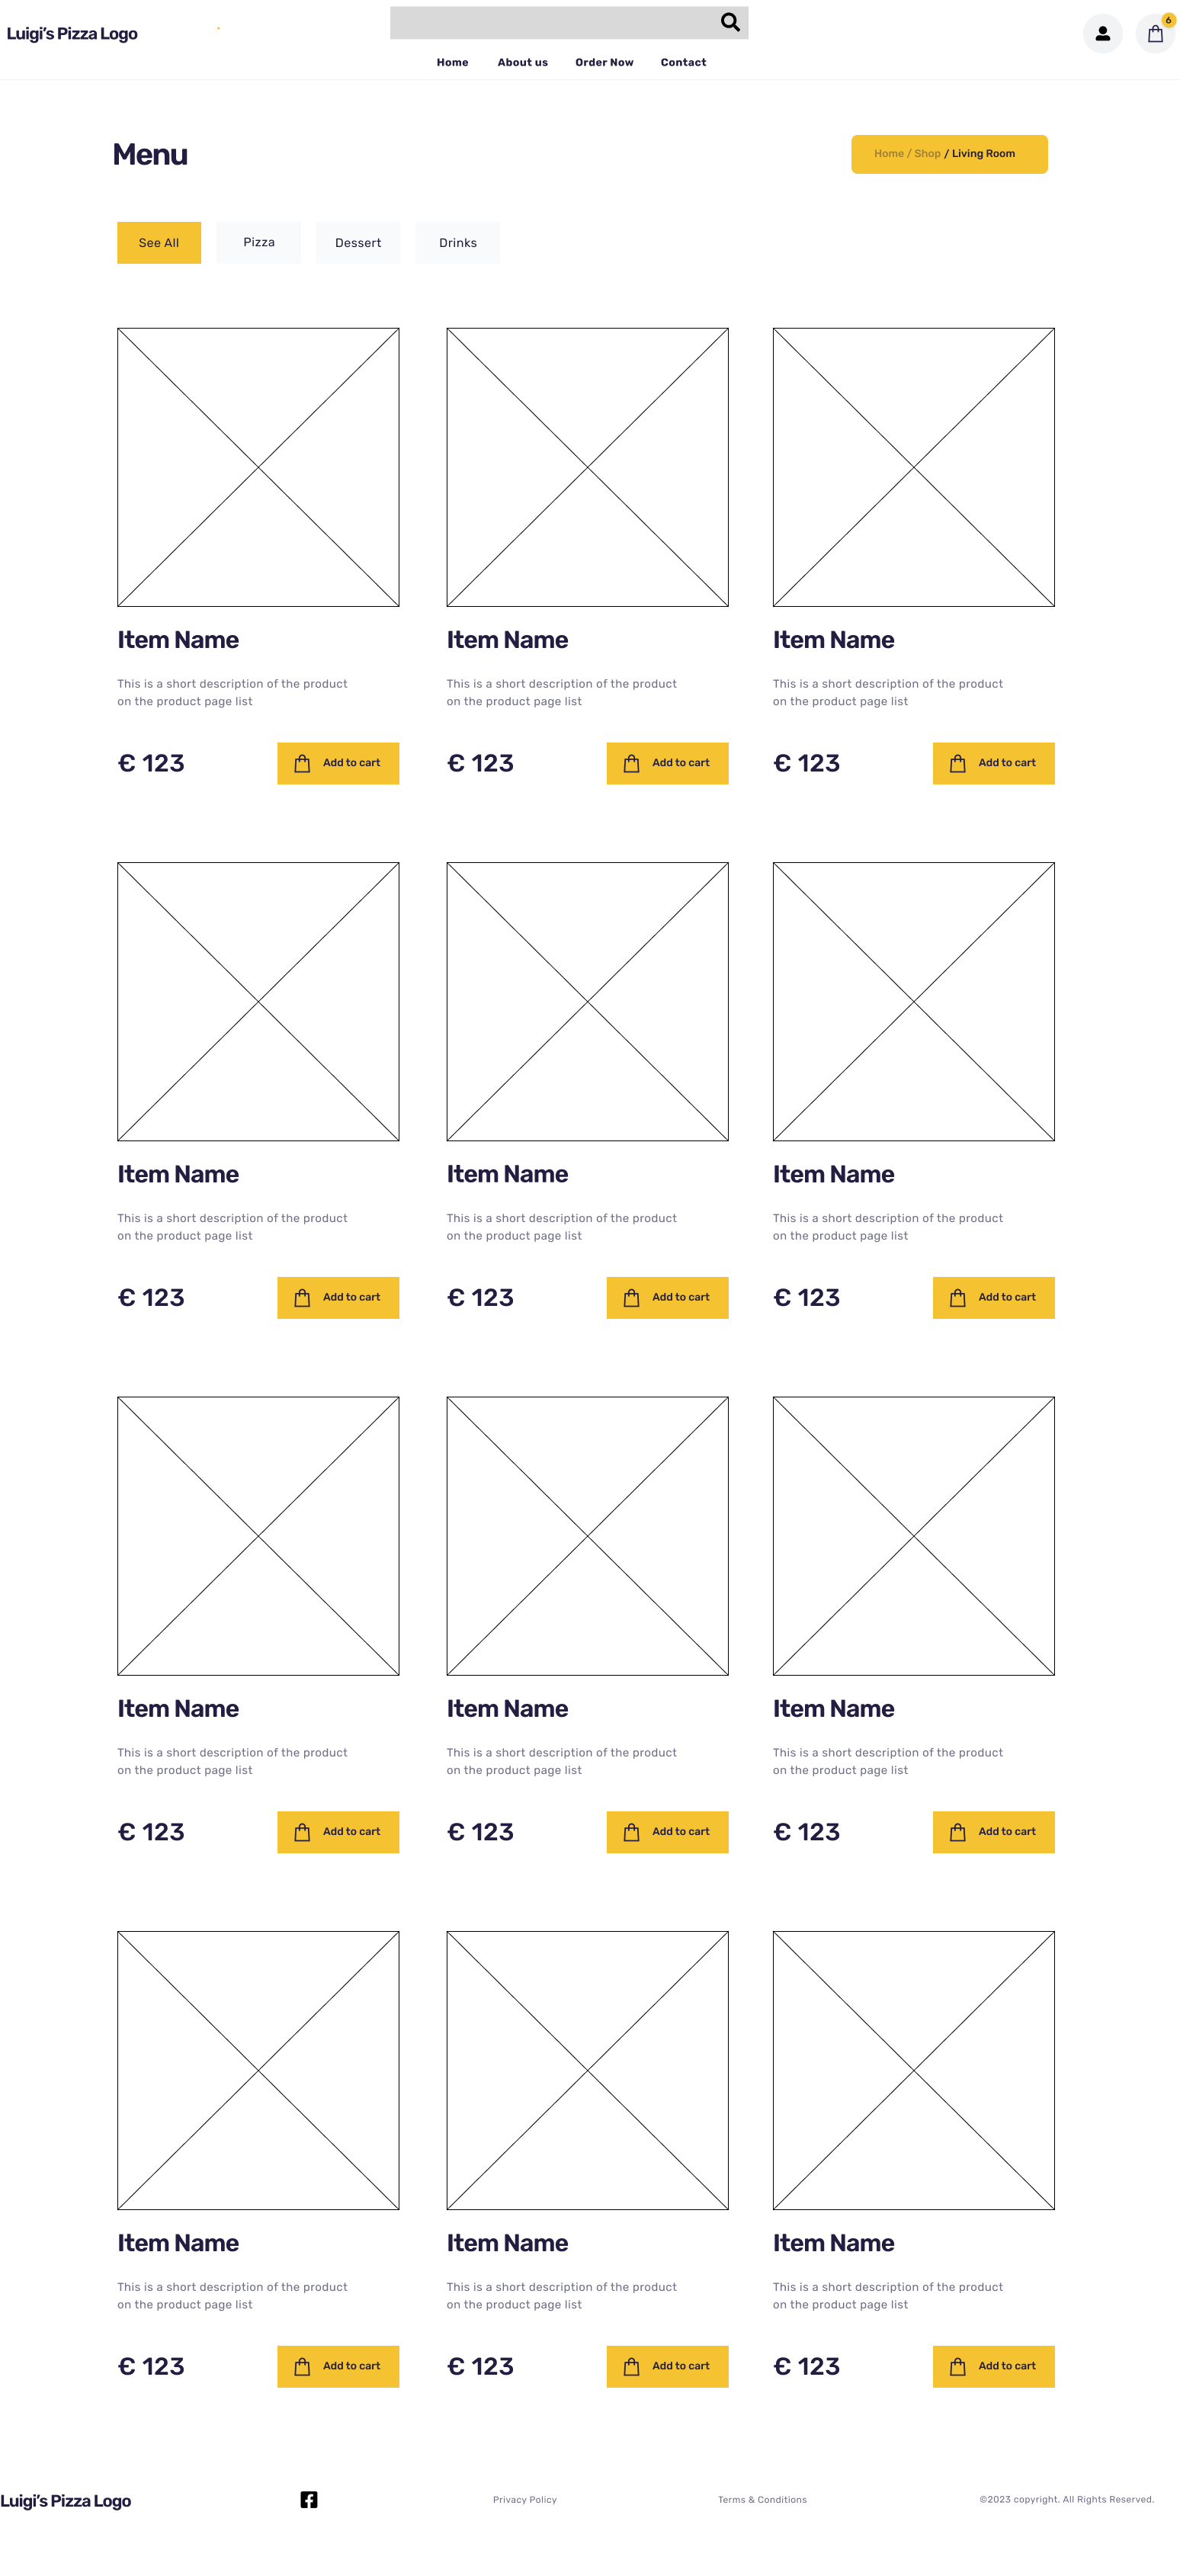 Luigi's Pizza Logo
6
Home About us Order Now Contact
Menu
Home / Shop / Living Room
See All Pizza Dessert Drinks
Item Name Item Name Item Name
This is a short description of the product This is a short description of the product This is a short description of the product
on the product page list on the product page list on the product page list
€ 123 Add to cart € 123 Add to cart € 123 Add to cart
Item Name Item Name Item Name
This is a short description of the product This is a short description of the product This is a short description of the product
on the product page list on the product page list on the product page list
€ 123 Add to cart € 123 Add to cart € 123 Add to cart
Item Name Item Name Item Name
This is a short description of the product This is a short description of the product This is a short description of the product
on the product page list on the product page list on the product page list
€ 123 Add to cart € 123 Add to cart € 123 Add to cart
Item Name Item Name Item Name
This is a short description of the product This is a short description of the product This is a short description of the product
on the product page list on the product page list on the product page list
€ 123 Add to cart € 123 Add to cart € 123 Add to cart
Luigi's Pizza Logo Privacy Policy Terms & Conditions ©2023 copyright. All Rights Reserved.